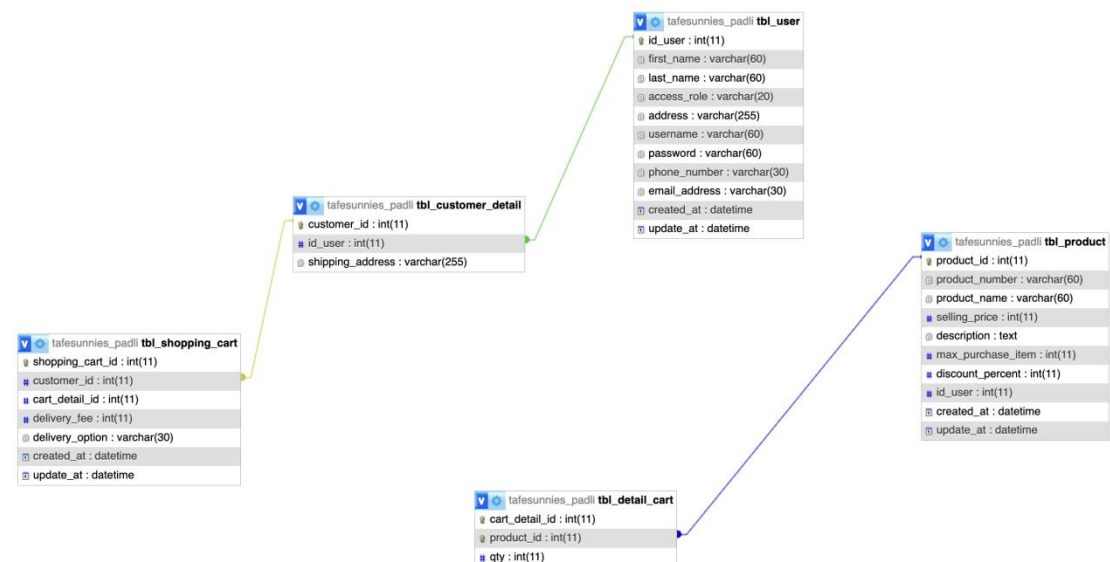 tafesunnies_padli tbl_user
id_user : int(11)
first_name : varchar(60)
last_name : varchar(60)
access_role : varchar(20)
address : varchar(255)
username : varchar(60)
password : varchar(60)
phone_number : varchar(30)
email_address : varchar(30)
created_at : datetime
update_at : datetime
tafesunnies_padli tbl_customer_detail
customer_id : int(11)
id_user : int(11)
shipping_address : varchar(255)
tafesunnies_padli tbl_product
product_id : int(11)
product_number : varchar(60)
product_name : varchar(60)
selling_price : int(11)
description : text
max_purchase_item : int(11)
discount_percent : int(11)
id_user : int(11)
created_at : datetime
update_at : datetime
tafesunnies_padli tbl_shopping_cart
shopping_cart_id : int(11)
customer_id : int(11)
cart_detail_id : int(11)
delivery_fee : int(11)
delivery_option : varchar(30)
created_at : datetime
update_at : datetime
tafesunnies_padli tbl_detail_cart
cart_detail_id : int(11)
product_id : int(11)
qty : int(11)